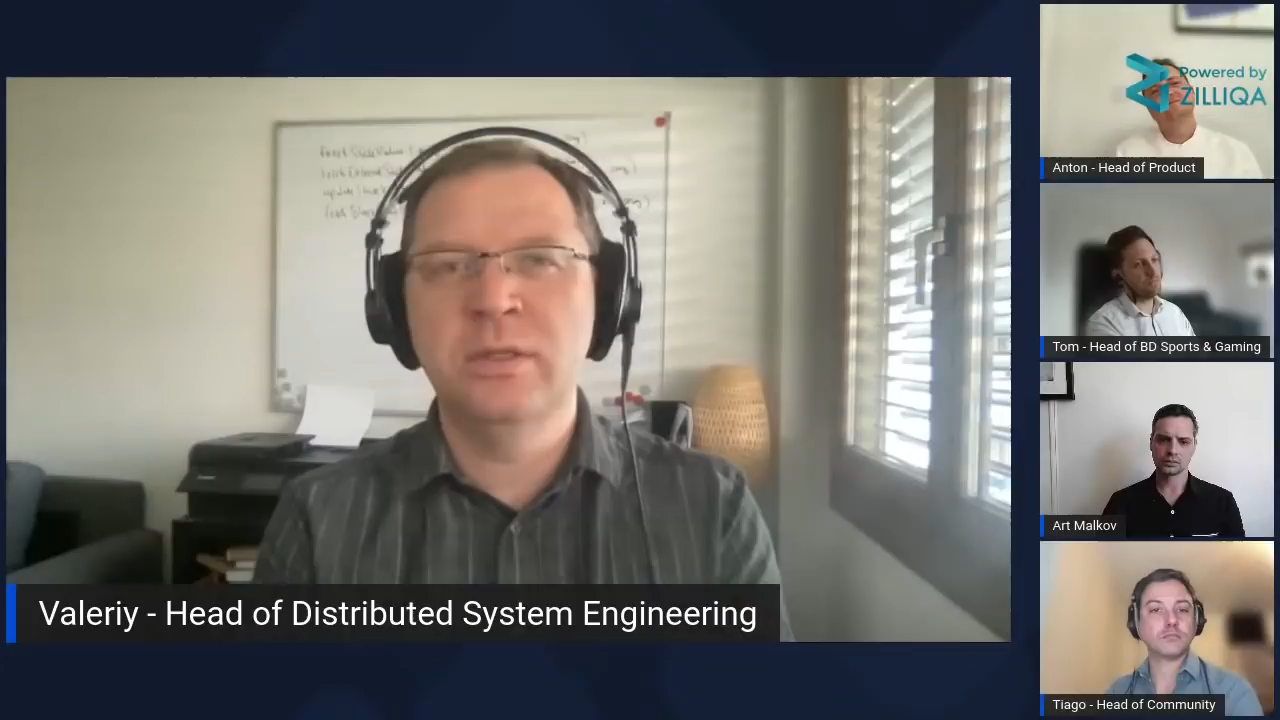 Powered by
ZILLIQA
Anton - Head of Product
Tom - Head of BD Sports & Gaming
Art Malkov
Tiago - Head of Community
Valeriy - Head of Distributed System Engineering